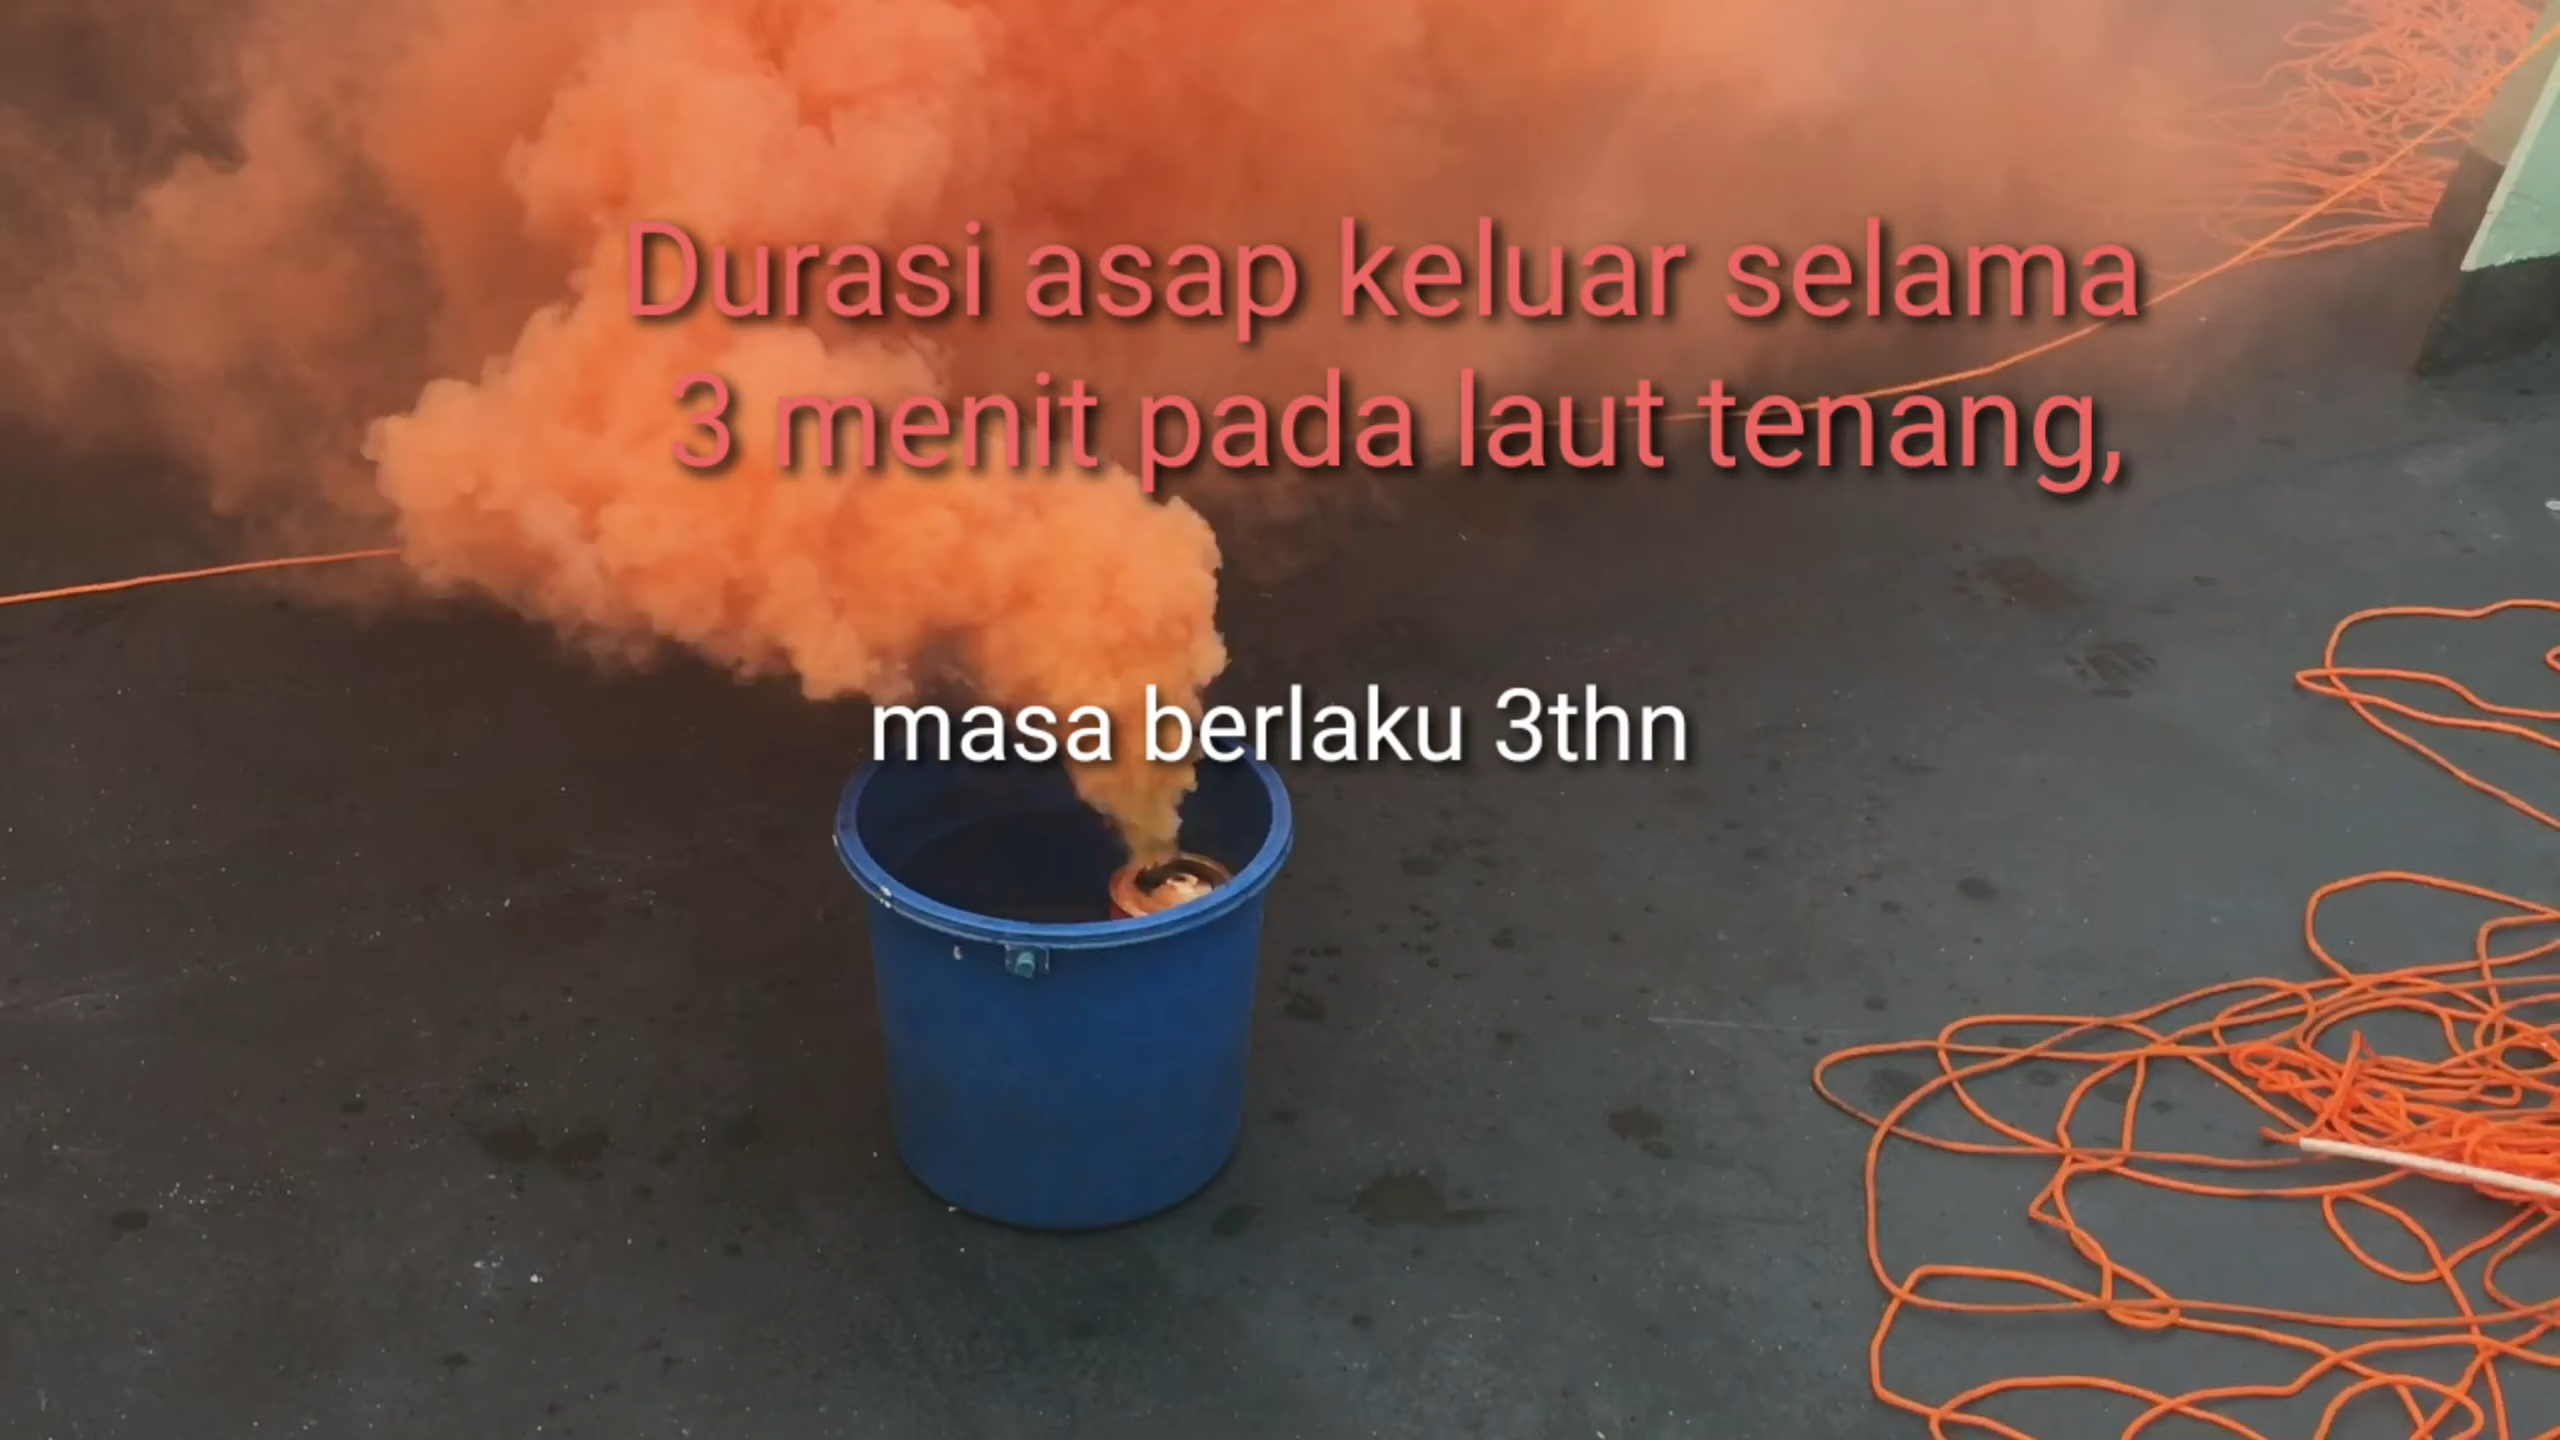 Durasi asap keluar selama
3 menit pada laut tenang,
masa berlaku 3thn